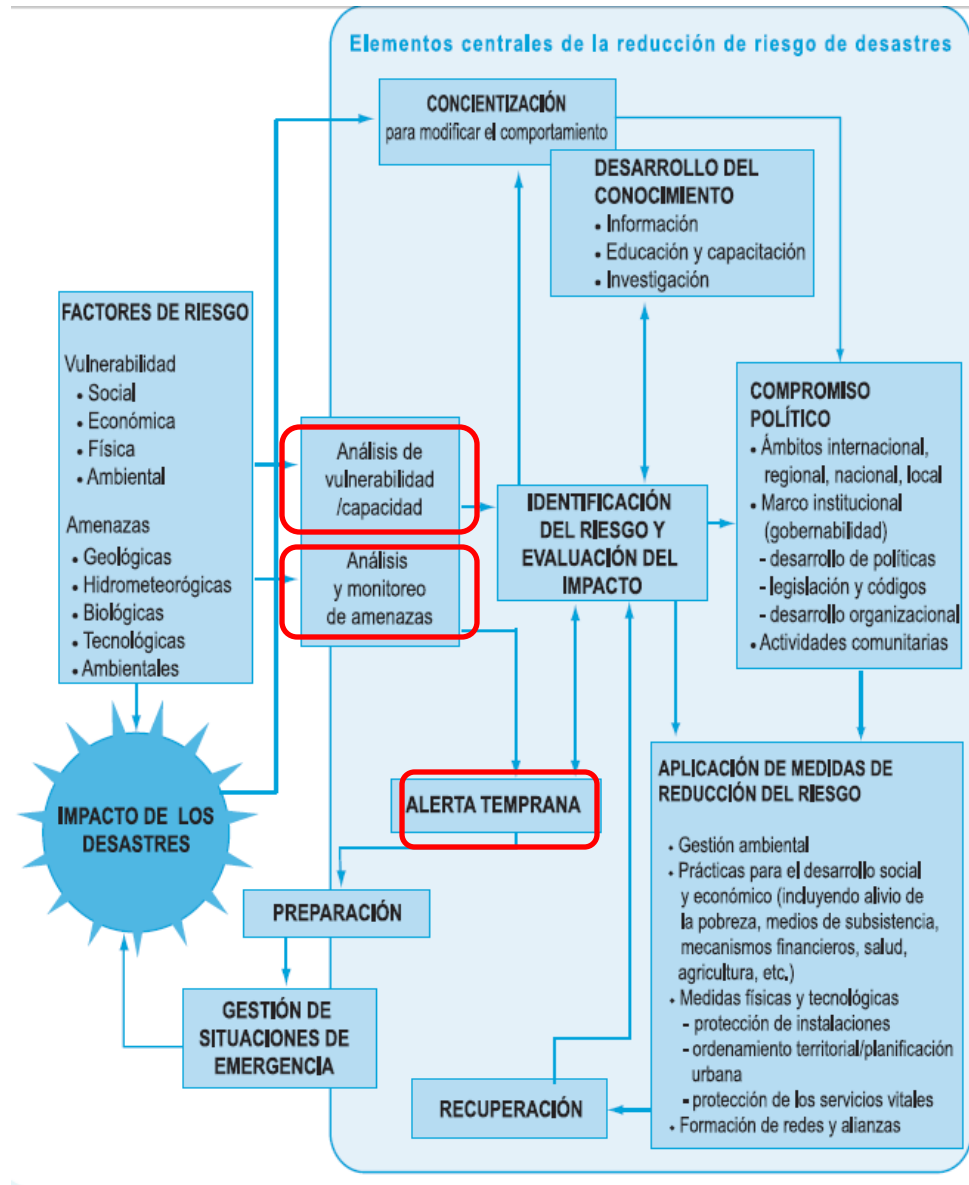 Elementos centrales de la reducción de riesgo de desastres
CONCIENTIZACIÓN
para modificar el comportamiento
DESARROLLO DEL
CONOCIMIENTO
• Información
• Educación y capacitación
• Investigación
FACTORES DE RIESGO
Vulnerabilidad
• Social
• Económica
• Física
• Ambiental
Amenazas
• Geológicas
• Hidrometeorógicas
• Biológicas
• Tecnológicas
• Ambientales
Análisis de
vulnerabilidad
/capacidad
Análisis
y monitoreo
de amenazas
IDENTIFICACIÓN
DEL RIESGO Y
EVALUACIÓN DEL
IMPACTO
COMPROMISO
POLÍTICO
• Ámbitos internacional,
regional, nacional, local
• Marco institucional
(gobernabilidad)
- desarrollo de políticas
- legislación y códigos
- desarrollo organizacional
• Actividades comunitarias
IMPACTO DE LOS
DESASTRES
ALERTA TEMPRANA
PREPARACIÓN
GESTIÓN DE
SITUACIONES DE
EMERGENCIA
APLICACIÓN DE MEDIDAS DE
REDUCCIÓN DEL RIESGO
• Gestión ambiental
• Prácticas para el desarrollo social
y económico (incluyendo alivio de
la pobreza, medios de subsistencia,
mecanismos financieros, salud,
agricultura, etc.)
• Medidas físicas y tecnológicas
- protección de instalaciones
- ordenamiento territorial/planificación
urbana
- protección de los servicios vitales
• Formación de redes y alianzas
RECUPERACIÓN